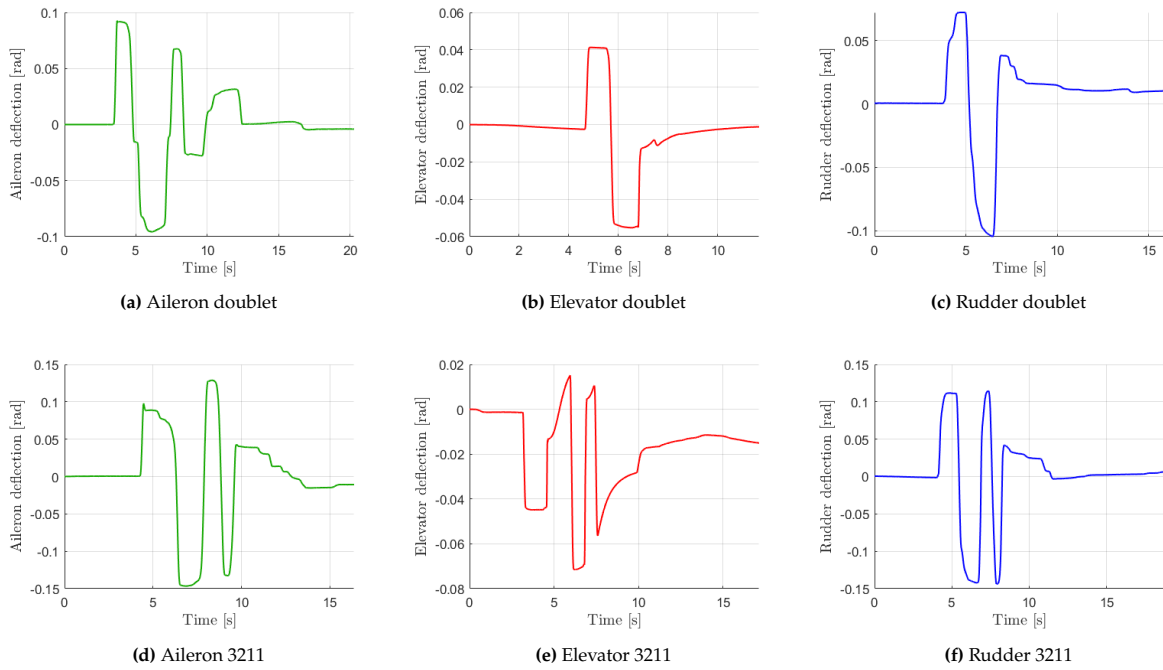 0.1
0.05
0
-0.05
-0.1
Aileron deflection [rad]
0 5 10 15 20
Time [s]
(a) Aileron doublet
0.06
0.04
0.02
0
-0.02
-0.04
-0.06
Elevator deflection [rad]
0 2 4 6 8 10
Time [s]
(b) Elevator doublet
0.05
0
-0.05
-0.1
Rudder deflection [rad]
0 5 10 15
Time [s]
(c) Rudder doublet
0.15
0.1
0.05
0
-0.05
-0.1
-0.15
Aileron deflection [rad]
0 5 10 15
Time [s]
(d) Aileron 3211
0.02
0
-0.02
-0.04
-0.06
-0.08
Elevator deflection [rad]
0 5 10 15
Time [s]
(e) Elevator 3211
0.15
0.1
0.05
0
-0.05
-0.1
-0.15
Rudder deflection [rad]
0 5 10 15
Time [s]
(f) Rudder 3211